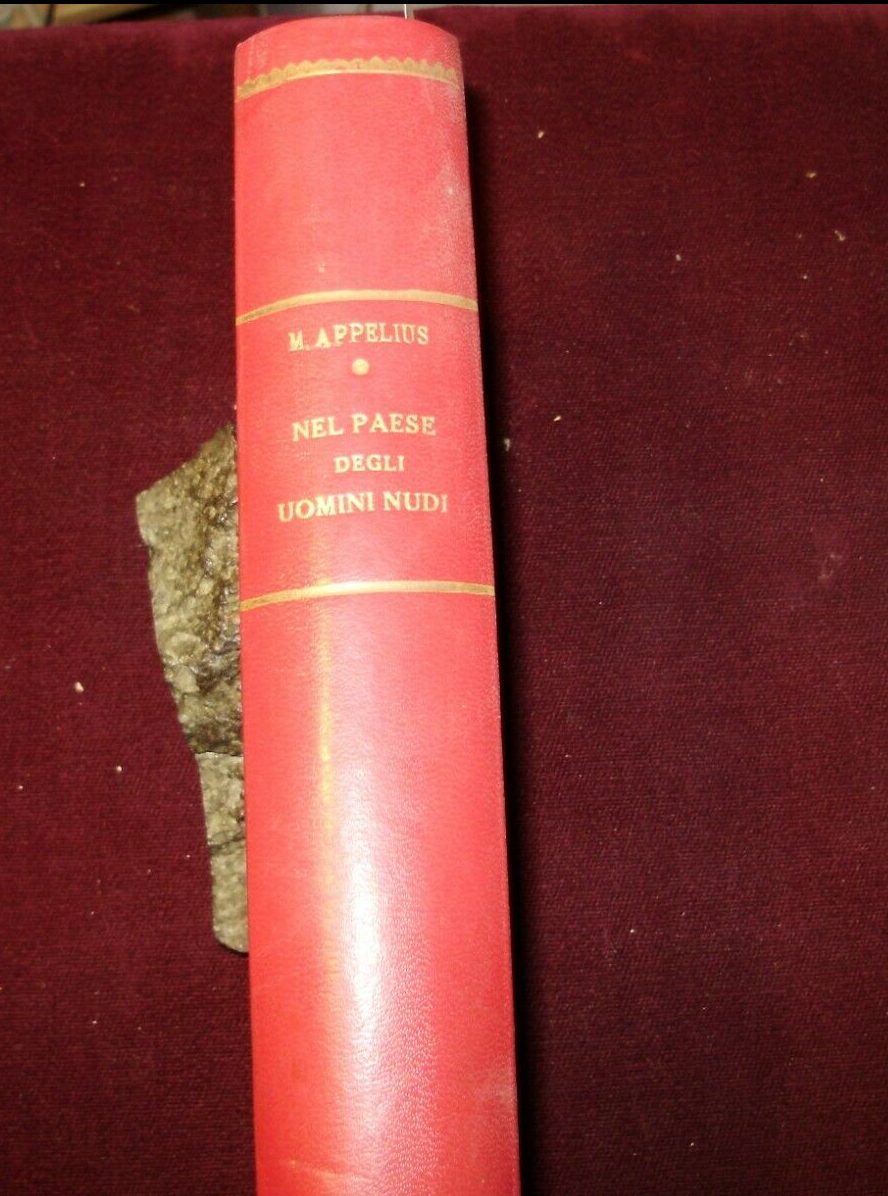 M. APPELIUS
NEL PAESE
DEGLI
UOMINI NUDI